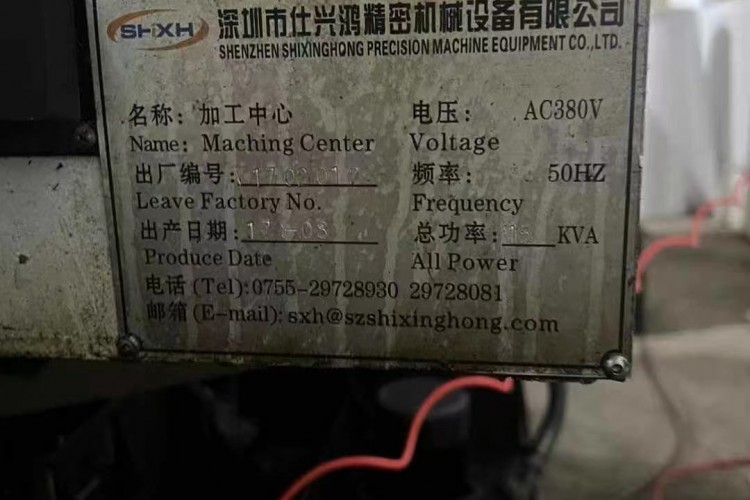 SHXH 深圳市仕兴鸿精密机械设备有限公司
SHENZHEN SHIXINGHONG PRECISION MACHINE EQUIPMENT CO.,LTD.
名称: 加工中心 电压: AC380V
Name: Maching Center Voltage
出厂编号: 频率: 50HZ
Leave Factory No. Frequency
出产日期: 总功率: KVA
Produce Date All Power
电话 (Tel):0755-29728930 29728081
邮箱 (E-mail): sxh@szshixinghong.com